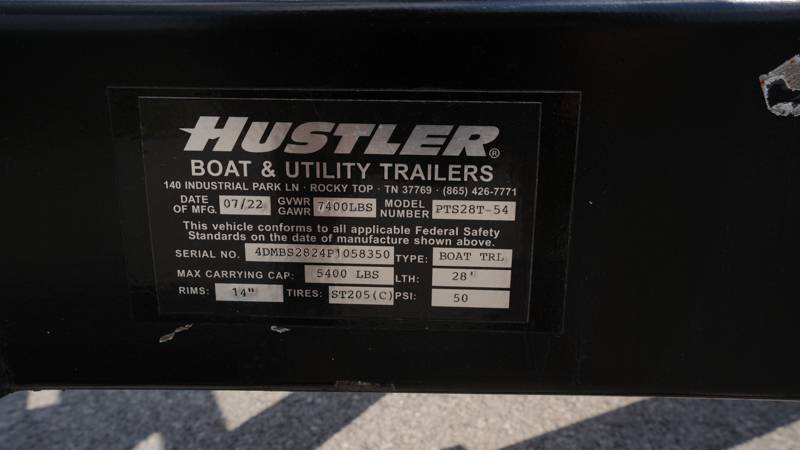 HUSTLER®
BOAT & UTILITY TRAILERS
140 INDUSTRIAL PARK LN · ROCKY TOP · TN 37769 · (865) 426-7771
DATE OF MFG. 07/22 GVWR GAWR 7400LBS MODEL NUMBER PTS28T-54
This vehicle conforms to all applicable Federal Safety
Standards on the date of manufacture shown above.
SERIAL NO. 4DMBS2824P1058350 TYPE: BOAT TRL
MAX CARRYING CAP: 5400 LBS LTH: 28'
RIMS: 14" TIRES: ST205(C) PSI: 50